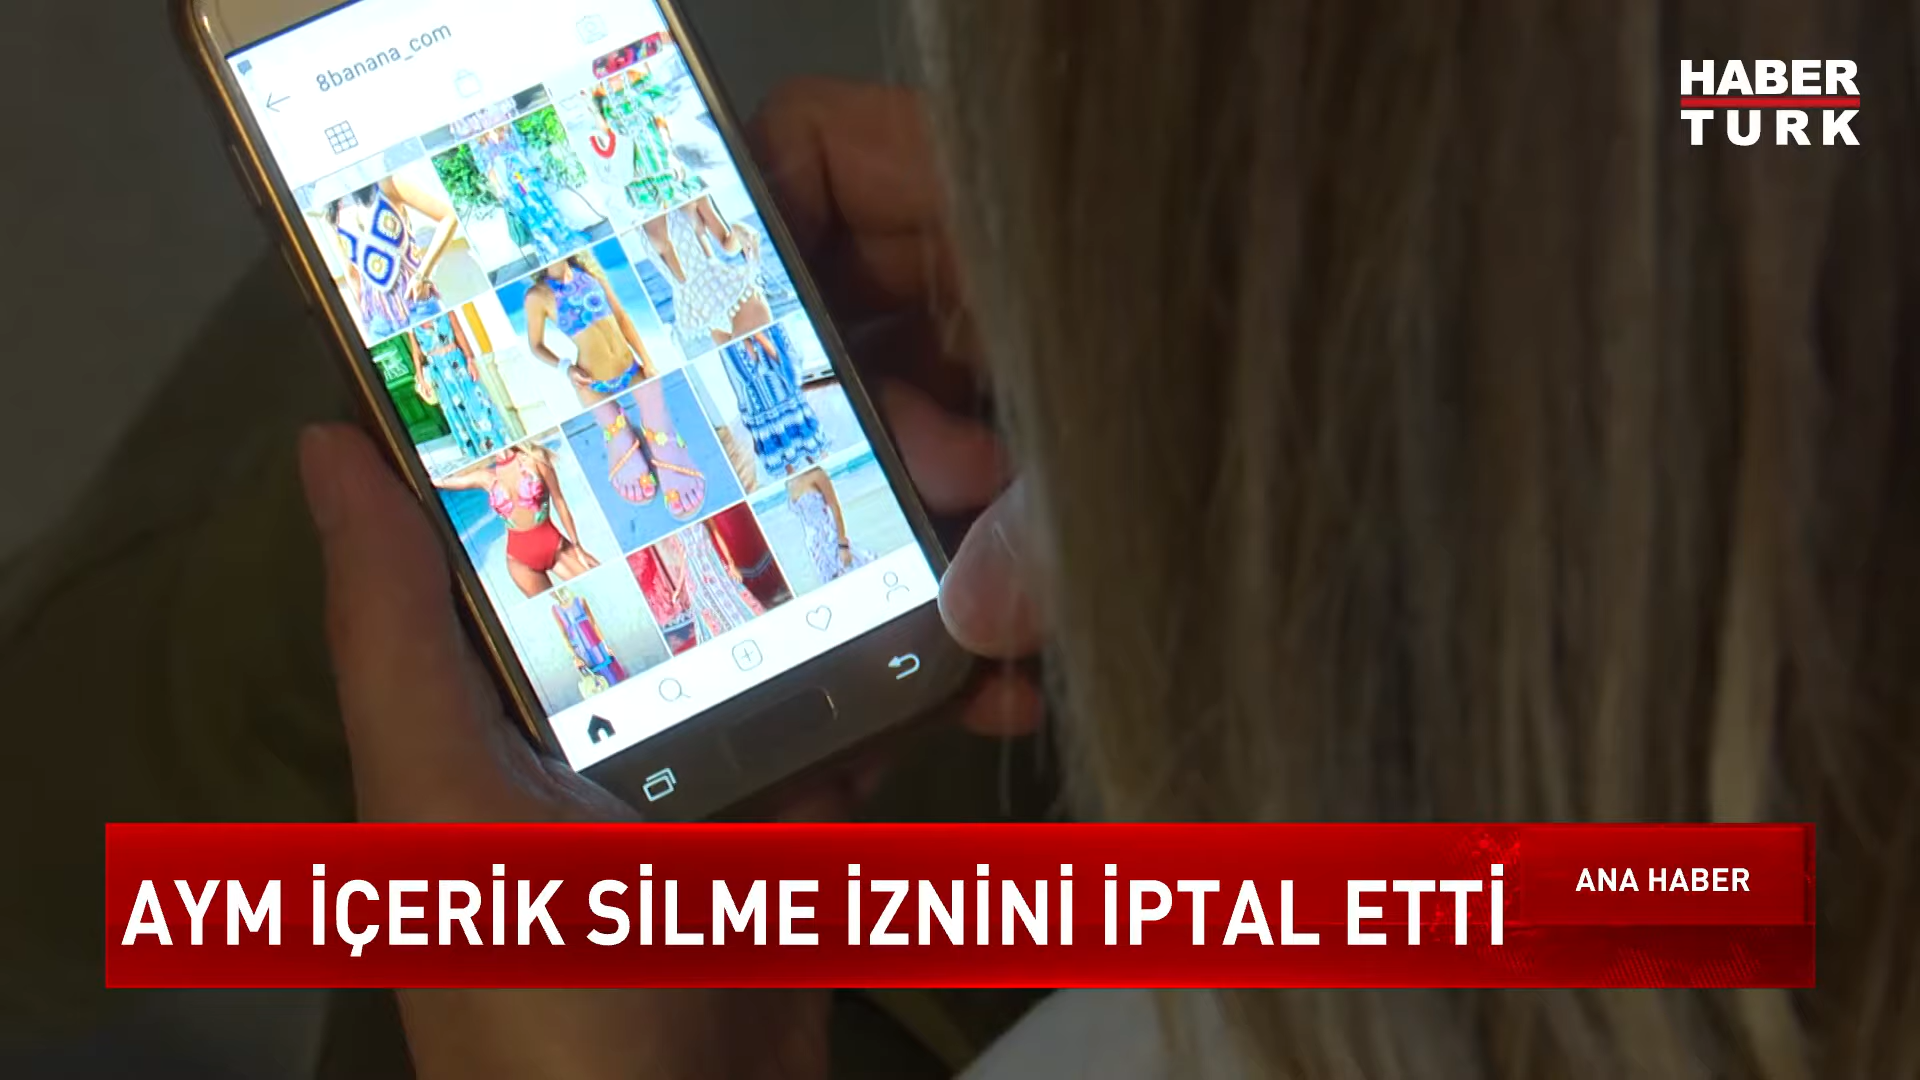 8banana_com
HABER
TURK
AYM İÇERİK SİLME İZNİNİ İPTAL ETTİ
ANA HABER